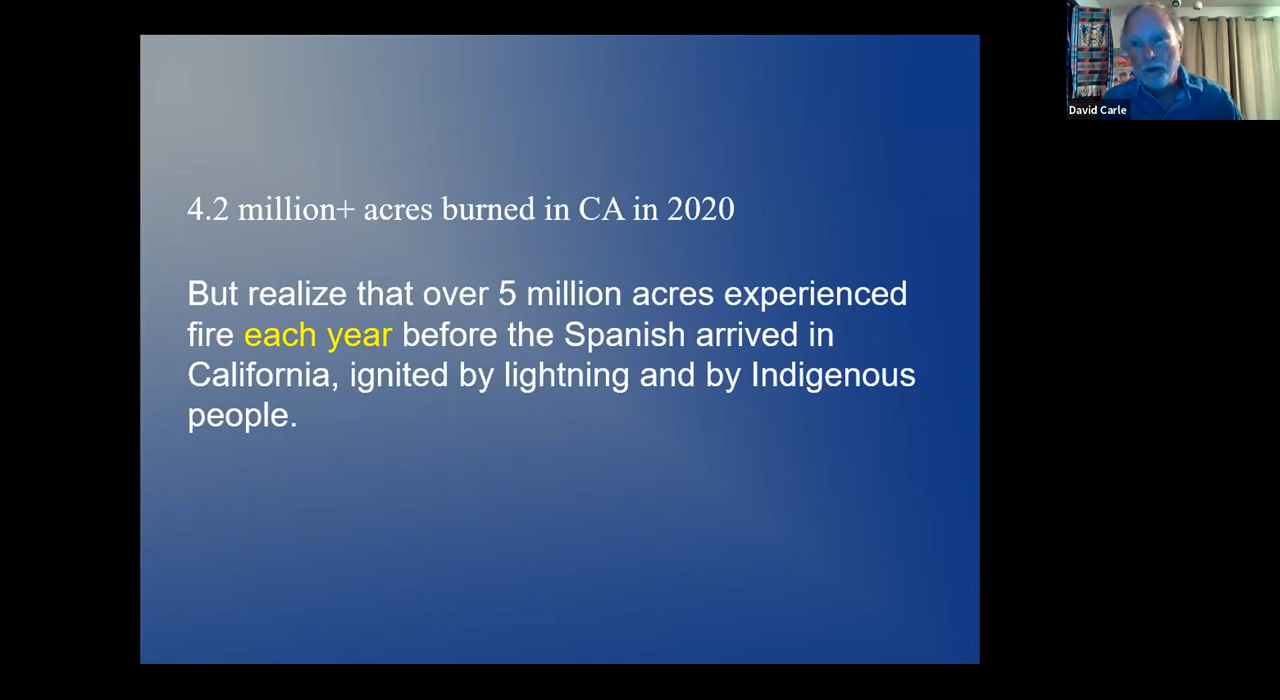 David Carle
4.2 million+ acres burned in CA in 2020
But realize that over 5 million acres experienced
fire each year before the Spanish arrived in
California, ignited by lightning and by Indigenous
people.